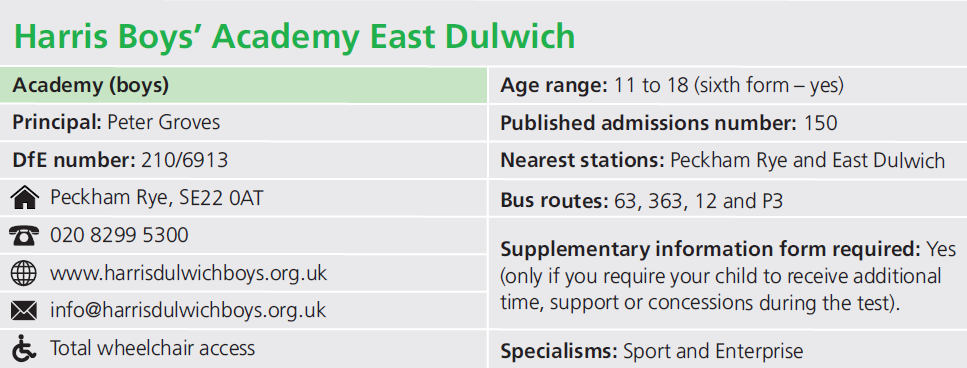 Harris Boys’ Academy East Dulwich
Academy (boys)
Principal: Peter Groves
DfE number: 210/6913
Peckham Rye, SE22 0AT
020 8299 5300
www.harrisdulwichboys.org.uk
info@harrisdulwichboys.org.uk
Total wheelchair access
Age range: 11 to 18 (sixth form – yes)
Published admissions number: 150
Nearest stations: Peckham Rye and East Dulwich
Bus routes: 63, 363, 12 and P3
Supplementary information form required: Yes
(only if you require your child to receive additional
time, support or concessions during the test).
Specialisms: Sport and Enterprise